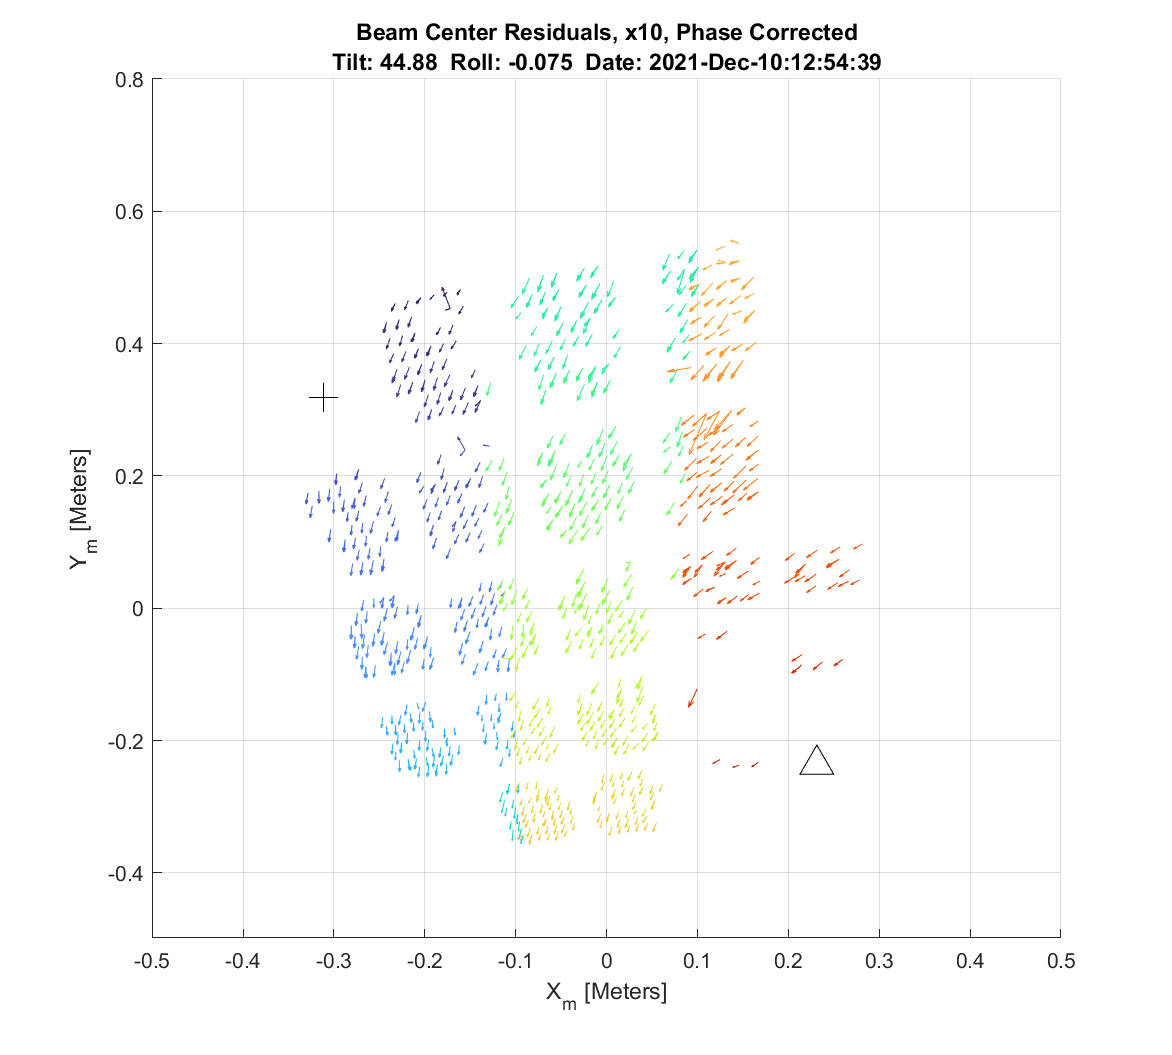 Beam Center Residuals, x10, Phase Corrected
Tilt: 44.88  Roll: -0.075  Date: 2021-Dec-10:12:54:39
0.8
0.6
0.4
0.2
0
-0.2
-0.4
Y_m [Meters]
-0.5 -0.4 -0.3 -0.2 -0.1 0 0.1 0.2 0.3 0.4 0.5
X_m [Meters]